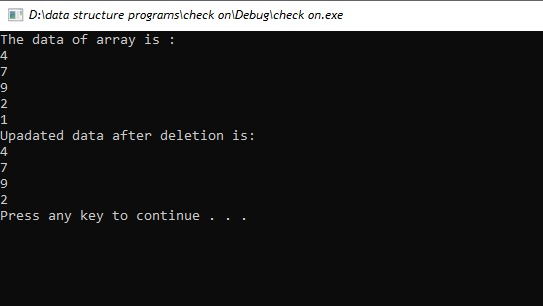 D:\data structure programs\check on\Debug\check on.exe
The data of array is :
4
7
9
2
1
Upadated data after deletion is:
4
7
9
2
Press any key to continue . . .